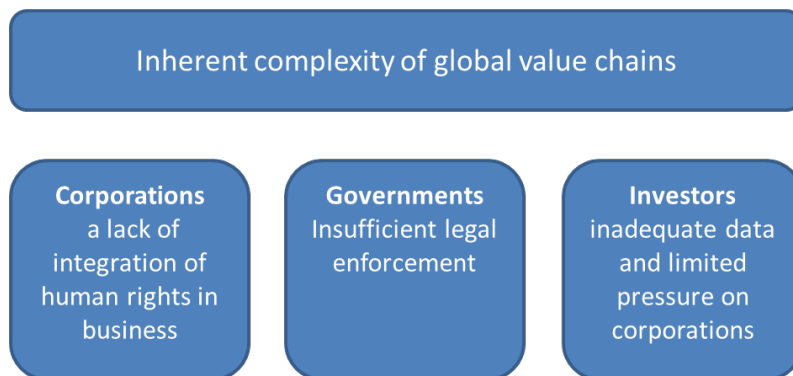 Inherent complexity of global value chains
Corporations
a lack of
integration of
human rights in
business
Governments
Insufficient legal
enforcement
Investors
inadequate data
and limited
pressure on
corporations